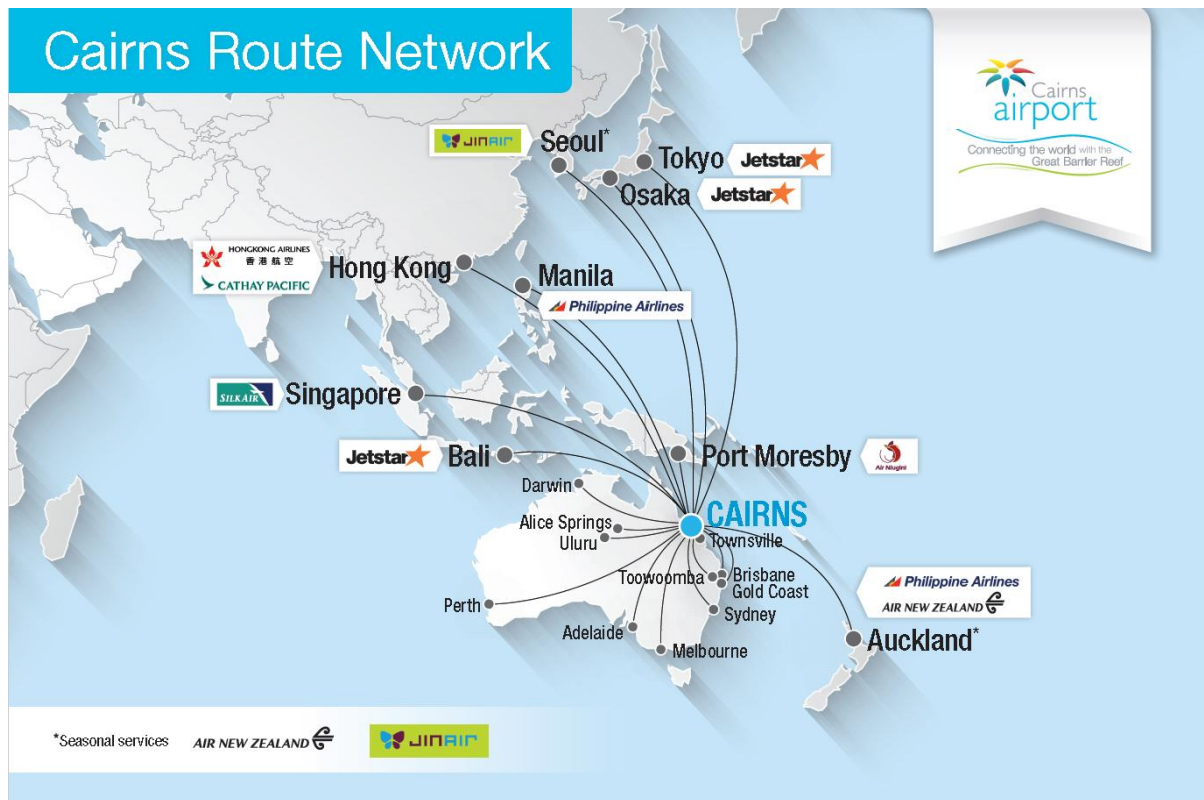 Cairns Route Network
Cairns
airport
Connecting the world with the
Great Barrier Reef
JINAIR
Seoul*
Tokyo
Jetstar
Osaka
Jetstar
HONGKONG AIRLINES
香港航空
CATHAY PACIFIC
Hong Kong
Manila
Philippine Airlines
SILKAIR
Singapore
Jetstar
Bali
Port Moresby
Air Niugini
Darwin
CAIRNS
Alice Springs
Uluru
Townsville
Toowoomba
Brisbane
Gold Coast
Perth
Sydney
Adelaide
Melbourne
Philippine Airlines
AIR NEW ZEALAND
Auckland*
*Seasonal services
AIR NEW ZEALAND
JINAIR